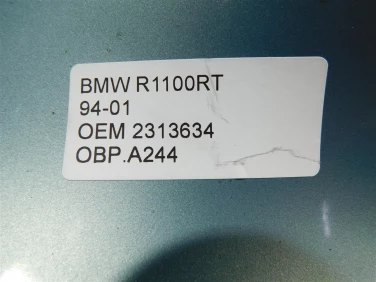 BMW R1100RT
94-01
OEM 2313634
OBP.A244